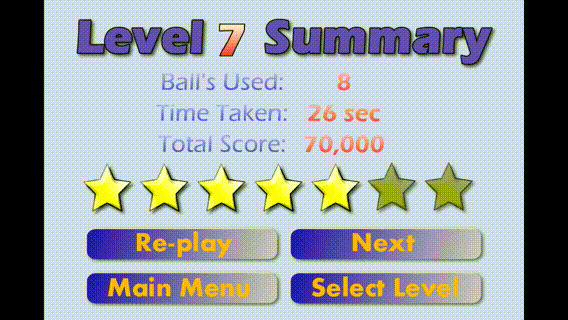 Level 7 Summary
Ball's Used: 8
Time Taken: 26 sec
Total Score: 70,000
Re-play Next
Main Menu Select Level